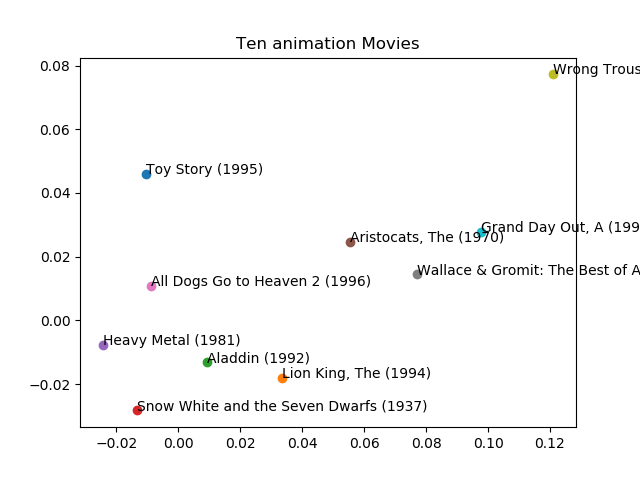 Ten animation Movies
0.08
Wrong
0.06
Toy Story (1995)
0.04
Grand Day Out, A
Aristocats, The (1970)
0.02
Wallace & Gromit: The Best of
All Dogs Go to Heaven 2 (1996)
0.00
Heavy Metal (1981)
Aladdin (1992)
Lion King, The (1994)
−0.02
Snow White and the Seven Dwarfs (1937)
−0.02 0.00 0.02 0.04 0.06 0.08 0.10 0.12